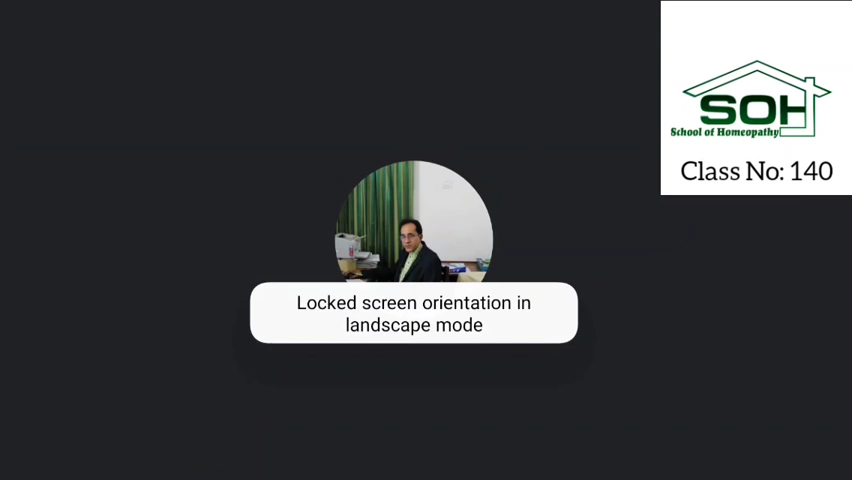 SOH
School of Homeopathy
Class No: 140
Locked screen orientation in
landscape mode